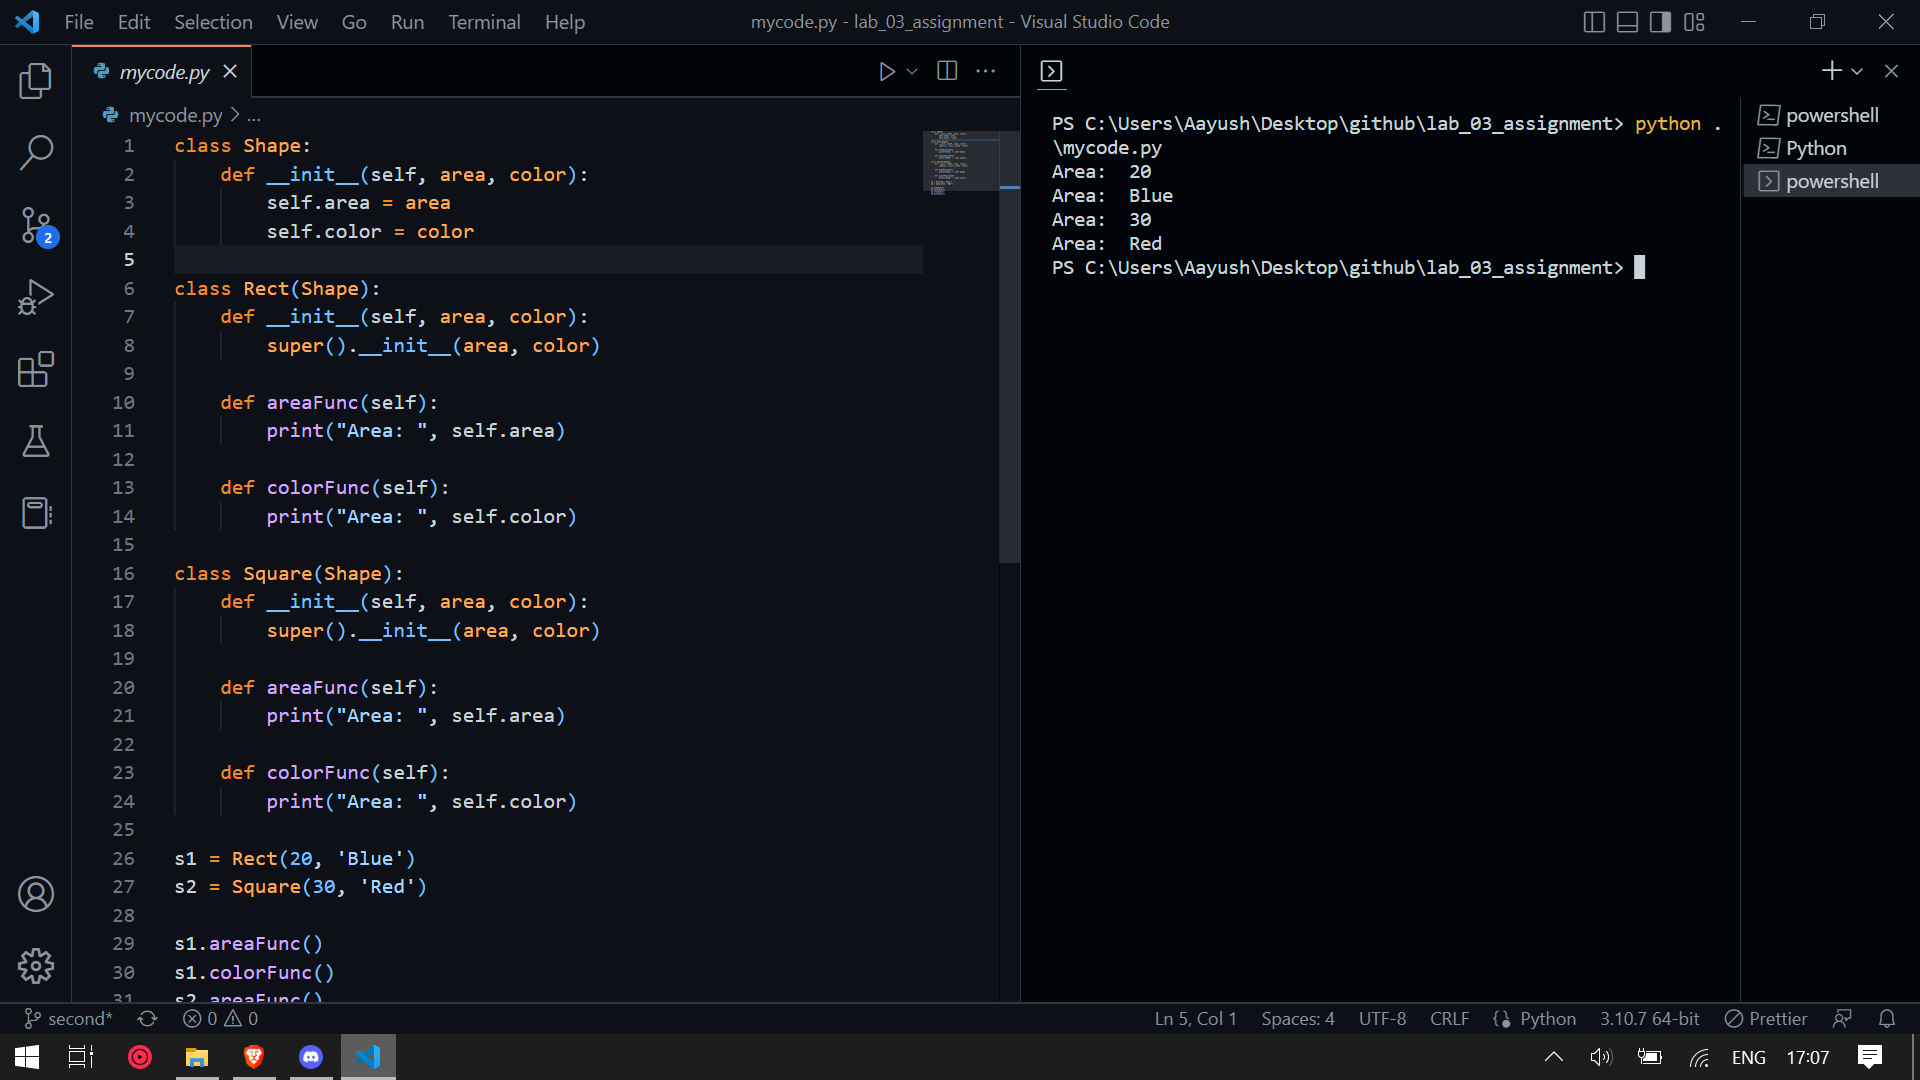 File Edit Selection View Go Run Terminal Help
mycode.py - lab_03_assignment - Visual Studio Code
mycode.py
mycode.py > ...
1 class Shape:
2     def __init__(self, area, color):
3         self.area = area
4         self.color = color
5
6 class Rect(Shape):
7     def __init__(self, area, color):
8         super().__init__(area, color)
9
10     def areaFunc(self):
11         print("Area: ", self.area)
12
13     def colorFunc(self):
14         print("Area: ", self.color)
15
16 class Square(Shape):
17     def __init__(self, area, color):
18         super().__init__(area, color)
19
20     def areaFunc(self):
21         print("Area: ", self.area)
22
23     def colorFunc(self):
24         print("Area: ", self.color)
25
26 s1 = Rect(20, 'Blue')
27 s2 = Square(30, 'Red')
28
29 s1.areaFunc()
30 s1.colorFunc()
31 s2.areaFunc()
PS C:\Users\Aayush\Desktop\github\lab_03_assignment> python .
\mycode.py
Area:  20
Area:  Blue
Area:  30
Area:  Red
PS C:\Users\Aayush\Desktop\github\lab_03_assignment>
powershell
Python
powershell
2
second* 0 0
Ln 5, Col 1 Spaces: 4 UTF-8 CRLF Python 3.10.7 64-bit Prettier
ENG 17:07